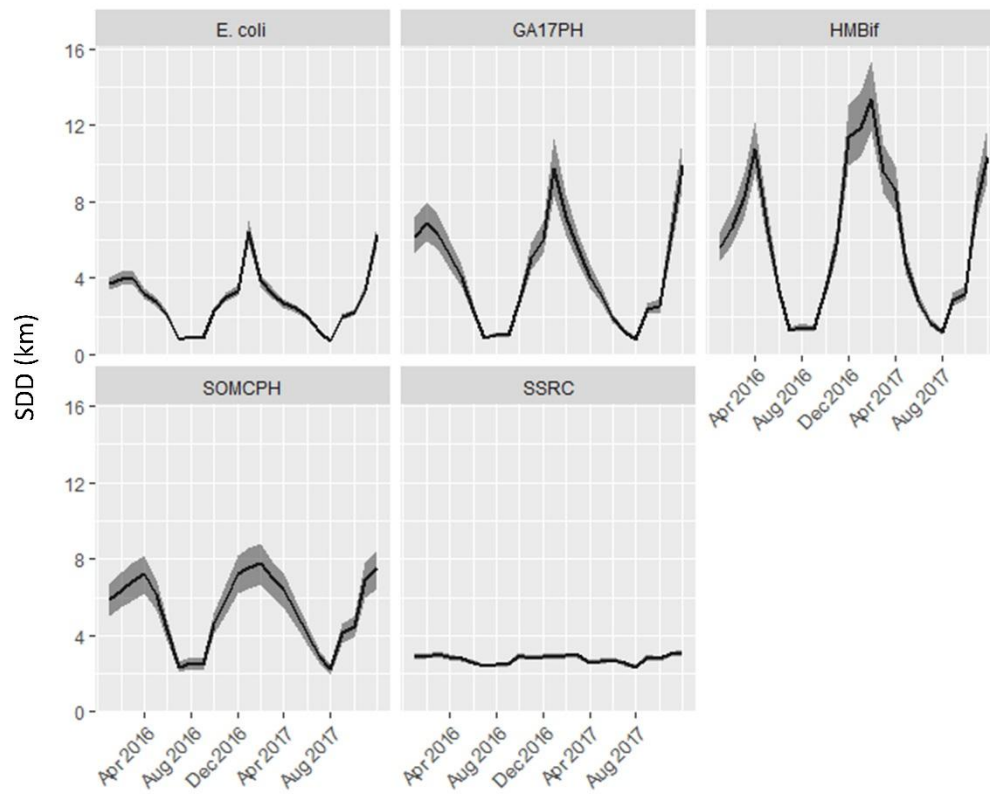 E. coli
GA17PH
HMBif
16
12
8
4
0
SDD (km)
Apr 2016
Aug 2016
Dec 2016
Apr 2017
Aug 2017
SOMCPH
SSRC
16
12
8
4
0
Apr 2016
Aug 2016
Dec 2016
Apr 2017
Aug 2017
Apr 2016
Aug 2016
Dec 2016
Apr 2017
Aug 2017